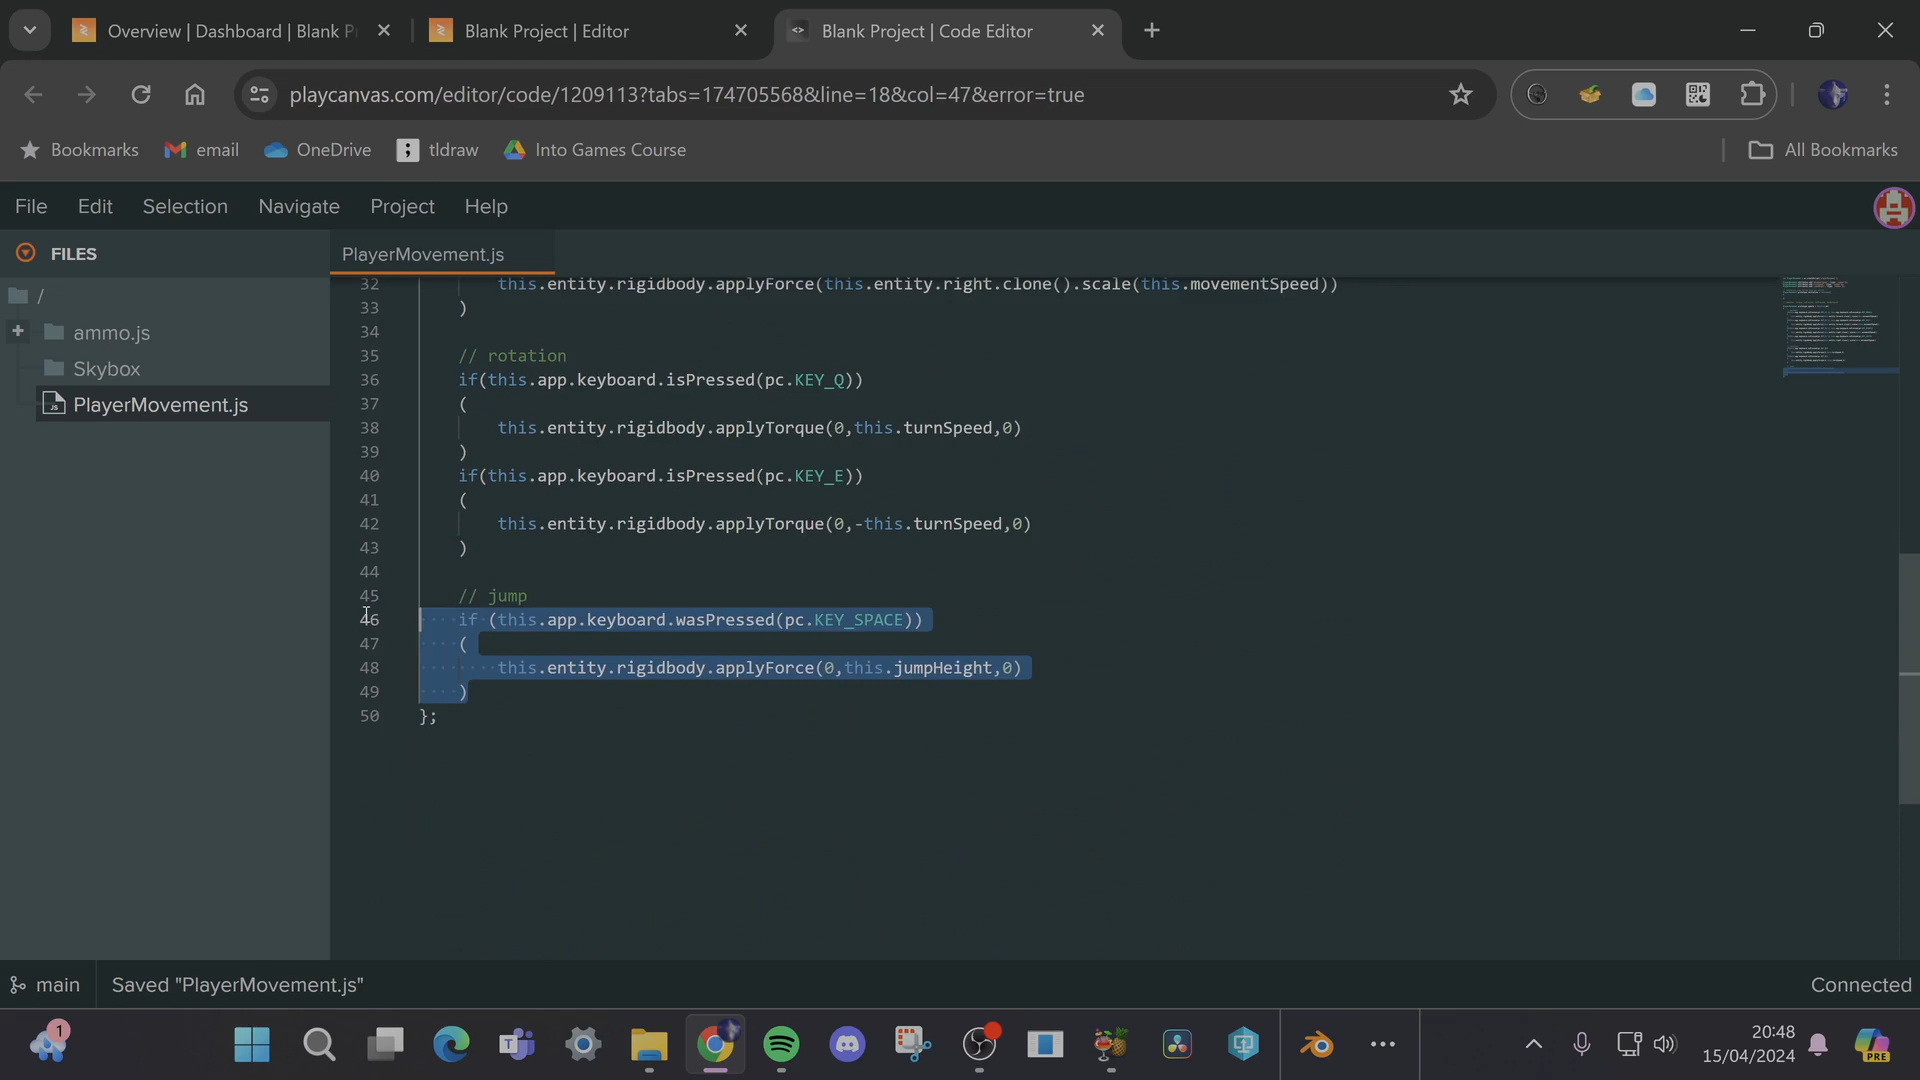 Overview | Dashboard | Blank P
Blank Project | Editor
Blank Project | Code Editor
playcanvas.com/editor/code/1209113?tabs=174705568&line=18&col=47&error=true
Bookmarks
email
OneDrive
tldraw
Into Games Course
All Bookmarks
File Edit Selection Navigate Project Help
FILES
PlayerMovement.js
/
ammo.js
Skybox
PlayerMovement.js
32 this.entity.rigidbody.applyForce(this.entity.right.clone().scale(this.movementSpeed))
33 )
34
35 // rotation
36 if(this.app.keyboard.isPressed(pc.KEY_Q))
37 (
38 this.entity.rigidbody.applyTorque(0,this.turnSpeed,0)
39 )
40 if(this.app.keyboard.isPressed(pc.KEY_E))
41 (
42 this.entity.rigidbody.applyTorque(0,-this.turnSpeed,0)
43 )
44
45 // jump
46 if (this.app.keyboard.wasPressed(pc.KEY_SPACE))
47 (
48 this.entity.rigidbody.applyForce(0,this.jumpHeight,0)
49 )
50 };
main
Saved "PlayerMovement.js"
Connected
1
20:48
15/04/2024
PRE